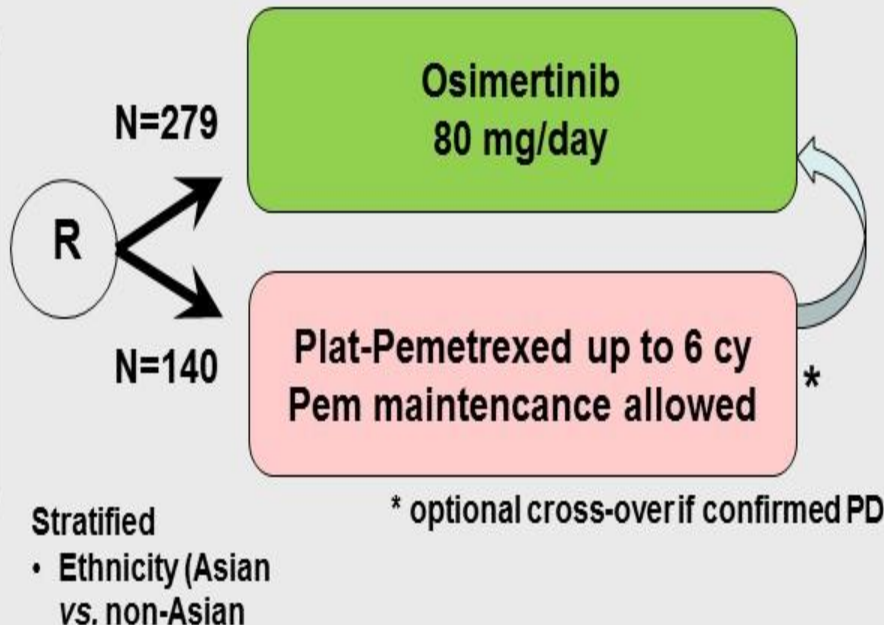 Osimertinib
80 mg/day
N=279
R
N=140
Plat-Pemetrexed up to 6 cy
Pem maintencance allowed
*
* optional cross-over if confirmed PD
Stratified
• Ethnicity (Asian
vs. non-Asian